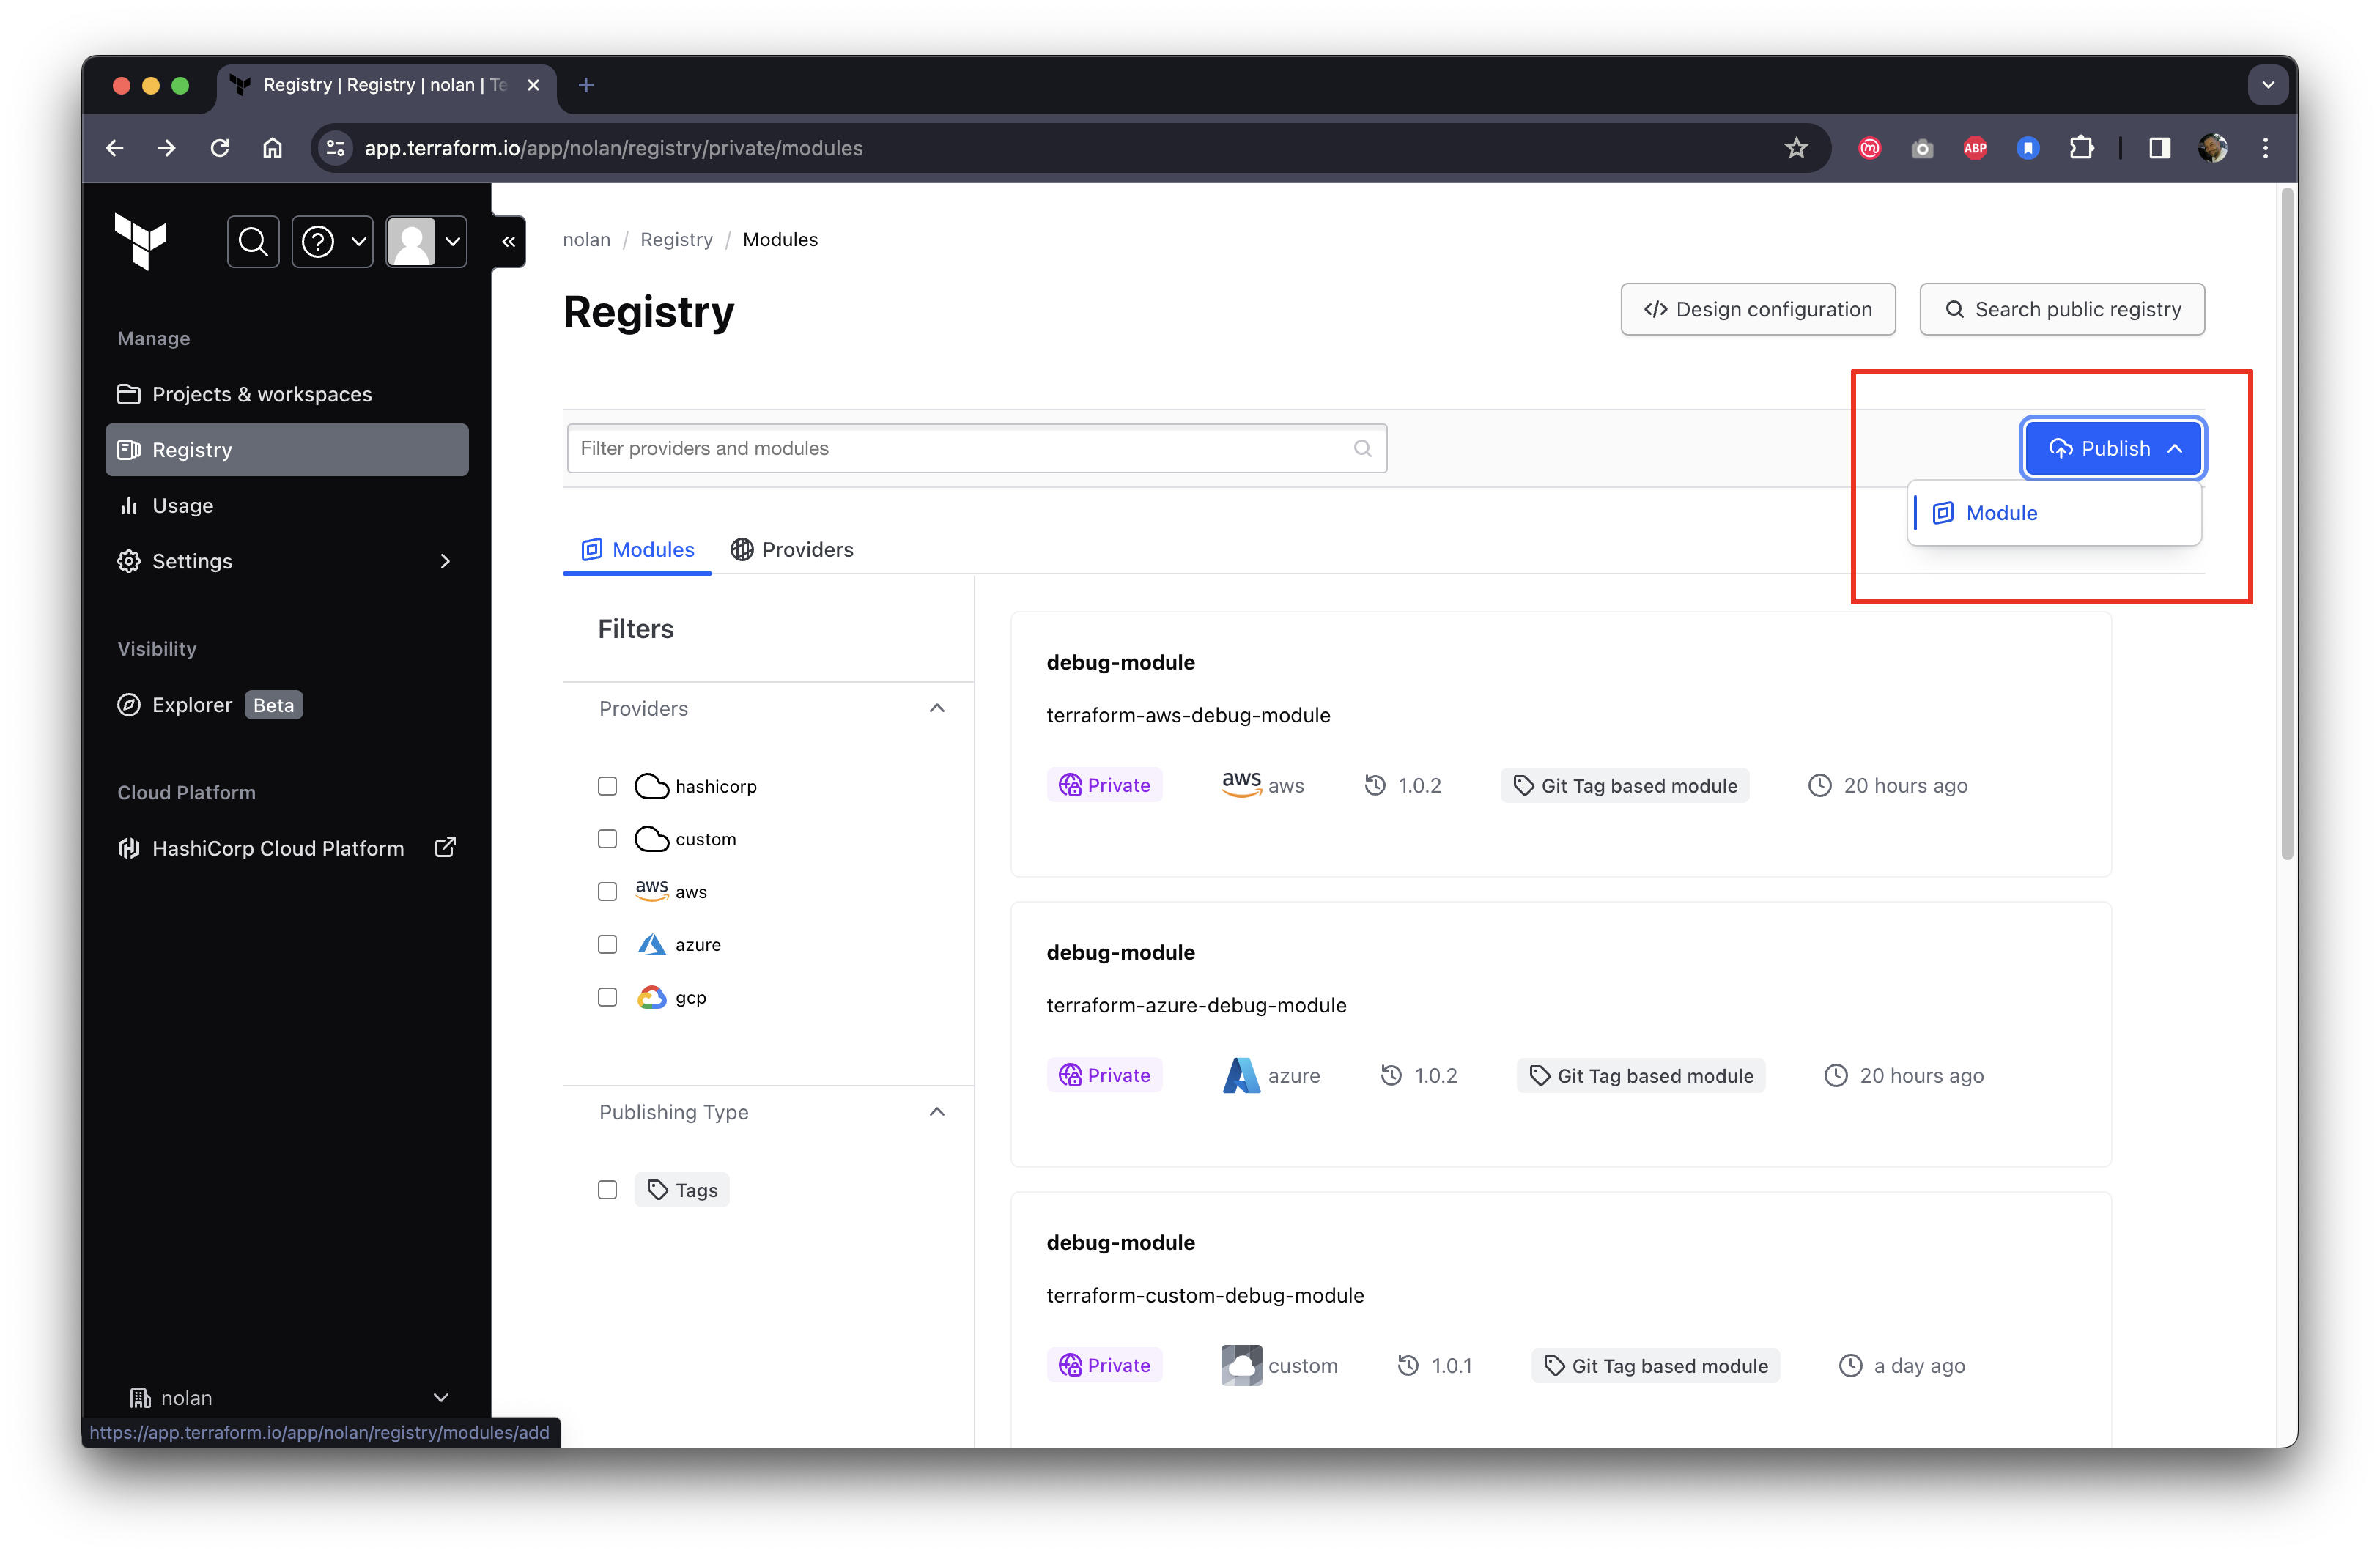 Registry | Registry | nolan | Te
app.terraform.io/app/nolan/registry/private/modules
ABP
Manage
Projects & workspaces
Registry
Usage
Settings
Visibility
Explorer Beta
Cloud Platform
HashiCorp Cloud Platform
nolan
https://app.terraform.io/app/nolan/registry/modules/add
nolan / Registry / Modules
Registry
</> Design configuration
Search public registry
Filter providers and modules
Publish
Module
Modules
Providers
Filters
Providers
hashicorp
custom
aws aws
azure
gcp
Publishing Type
Tags
debug-module
terraform-aws-debug-module
Private aws aws 1.0.2 Git Tag based module 20 hours ago
debug-module
terraform-azure-debug-module
Private azure 1.0.2 Git Tag based module 20 hours ago
debug-module
terraform-custom-debug-module
Private custom 1.0.1 Git Tag based module a day ago